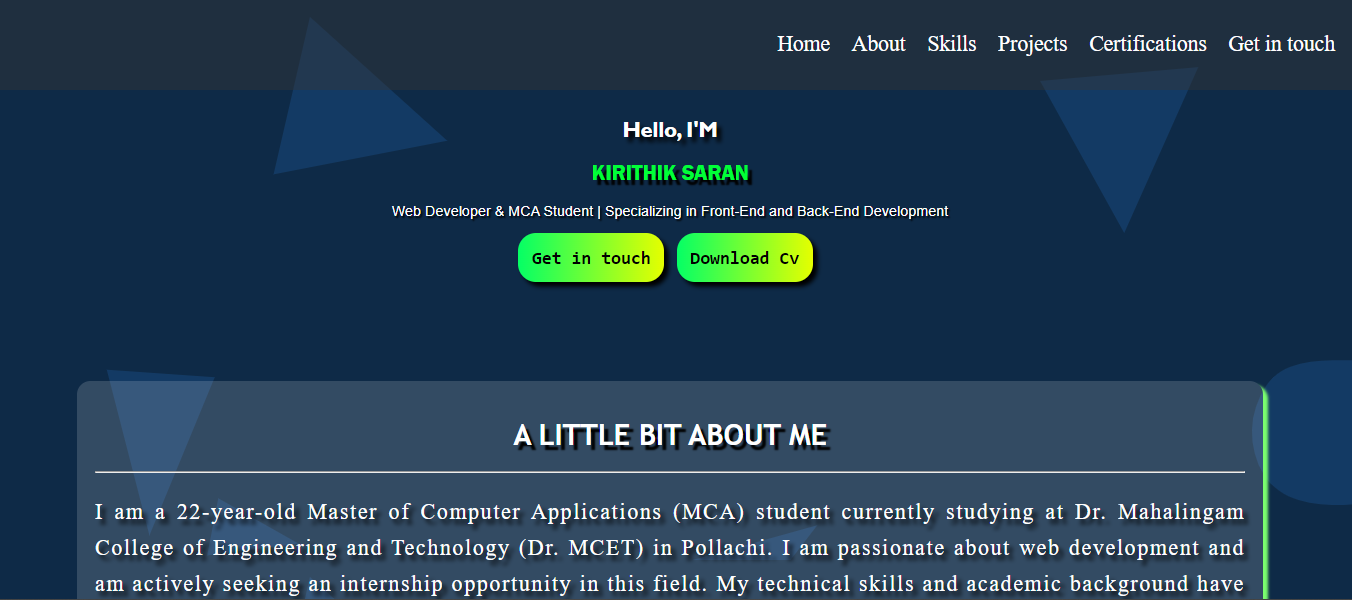 Home About Skills Projects Certifications Get in touch
Hello, I'M
KIRITHIK SARAN
Web Developer & MCA Student | Specializing in Front-End and Back-End Development
Get in touch Download Cv
A LITTLE BIT ABOUT ME
I am a 22-year-old Master of Computer Applications (MCA) student currently studying at Dr. Mahalingam
College of Engineering and Technology (Dr. MCET) in Pollachi. I am passionate about web development and
am actively seeking an internship opportunity in this field. My technical skills and academic background have